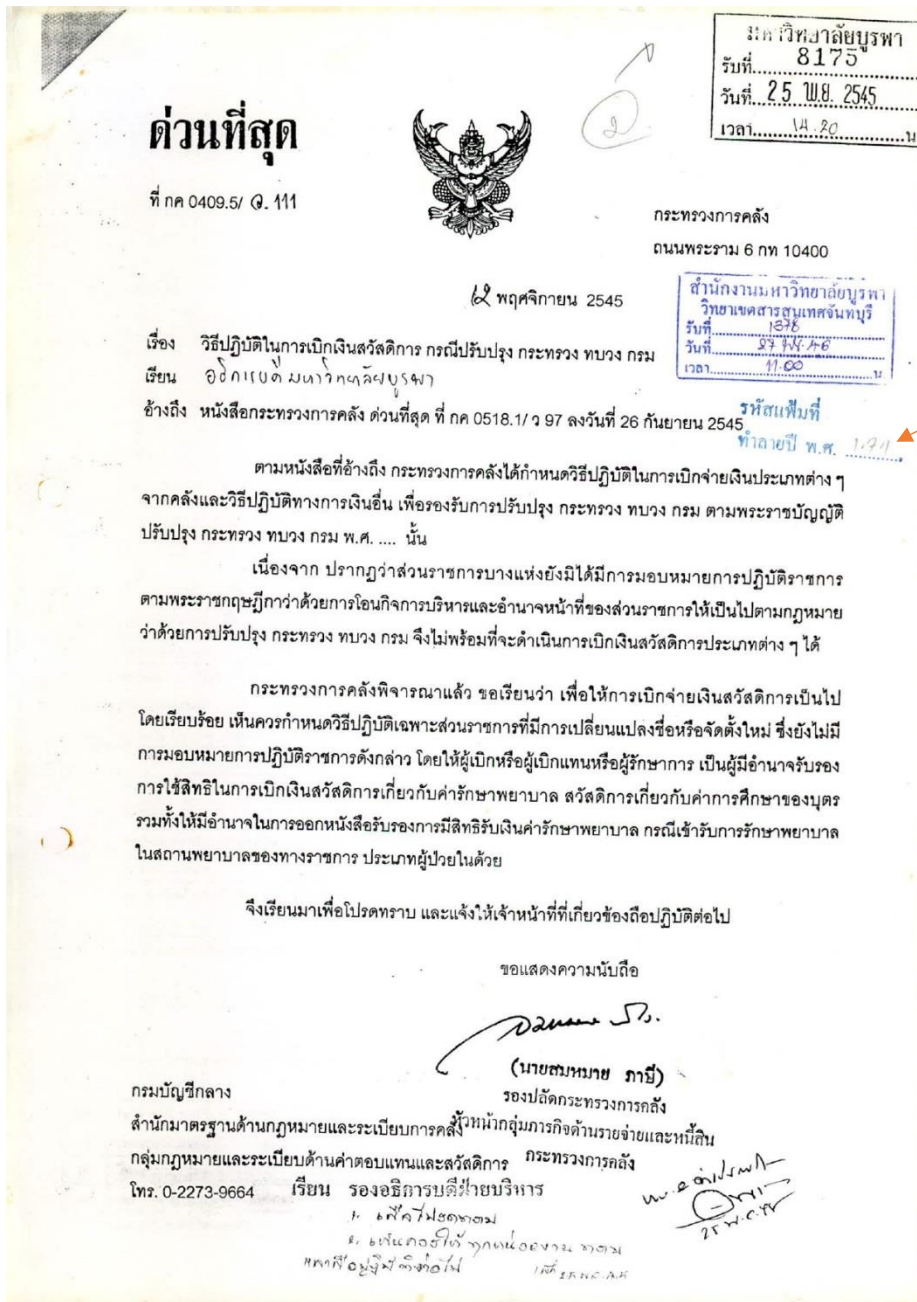 มหาวิทยาลัยบูรพา
รับที่ 8175
วันที่ 25 พ.ย. 2545
เวลา 14.20 น
ด่วนที่สุด
ที่ กค 0409.5/ ว. 111
กระทรวงการคลัง
ถนนพระราม 6 กท 10400
12 พฤศจิกายน 2545
สำนักงานมหาวิทยาลัยบูรพา
วิทยาเขตสารสนเทศจันทบุรี
รับที่ 1378
วันที่ 27 พ.ย. 46
เวลา 11.00 น
เรื่อง วิธีปฏิบัติในการเบิกเงินสวัสดิการ กรณีปรับปรุง กระทรวง ทบวง กรม
เรียน อธิการบดี มหาวิทยาลัยบูรพา
อ้างถึง หนังสือกระทรวงการคลัง ด่วนที่สุด ที่ กค 0518.1/ ว 97 ลงวันที่ 26 กันยายน 2545
รหัสแฟ้มที่
ทำลายปี พ.ศ.
ตามหนังสือที่อ้างถึง กระทรวงการคลังได้กำหนดวิธีปฏิบัติในการเบิกจ่ายเงินประเภทต่าง ๆ
จากคลังและวิธีปฏิบัติทางการเงินอื่น เพื่อรองรับการปรับปรุง กระทรวง ทบวง กรม ตามพระราชบัญญัติ
ปรับปรุง กระทรวง ทบวง กรม พ.ศ. .... นั้น
เนื่องจาก ปรากฏว่าส่วนราชการบางแห่งยังมิได้มีการมอบหมายการปฏิบัติราชการ
ตามพระราชกฤษฎีกาว่าด้วยการโอนกิจการบริหารและอำนาจหน้าที่ของส่วนราชการให้เป็นไปตามกฎหมาย
ว่าด้วยการปรับปรุง กระทรวง ทบวง กรม จึงไม่พร้อมที่จะดำเนินการเบิกเงินสวัสดิการประเภทต่าง ๆ ได้
กระทรวงการคลังพิจารณาแล้ว ขอเรียนว่า เพื่อให้การเบิกจ่ายเงินสวัสดิการเป็นไป
โดยเรียบร้อย เห็นควรกำหนดวิธีปฏิบัติเฉพาะส่วนราชการที่มีการเปลี่ยนแปลงชื่อหรือจัดตั้งใหม่ ซึ่งยังไม่มี
การมอบหมายการปฏิบัติราชการดังกล่าว โดยให้ผู้เบิกหรือผู้เบิกแทนหรือผู้รักษาการ เป็นผู้มีอำนาจรับรอง
การใช้สิทธิในการเบิกเงินสวัสดิการเกี่ยวกับค่ารักษาพยาบาล สวัสดิการเกี่ยวกับค่าการศึกษาของบุตร
รวมทั้งให้มีอำนาจในการออกหนังสือรับรองการมีสิทธิรับเงินค่ารักษาพยาบาล กรณีเข้ารับการรักษาพยาบาล
ในสถานพยาบาลของทางราชการ ประเภทผู้ป่วยในด้วย
จึงเรียนมาเพื่อโปรดทราบ และแจ้งให้เจ้าหน้าที่ที่เกี่ยวข้องถือปฏิบัติต่อไป
ขอแสดงความนับถือ
(นายสมหมาย ภาษี)
รองปลัดกระทรวงการคลัง
หัวหน้ากลุ่มภารกิจด้านรายจ่ายและหนี้สิน
กระทรวงการคลัง
กรมบัญชีกลาง
สำนักมาตรฐานด้านกฎหมายและระเบียบการคลัง
กลุ่มกฎหมายและระเบียบด้านค่าตอบแทนและสวัสดิการ
โทร. 0-2273-9664
เรียน รองอธิการบดีฝ่ายบริหาร
1. เพื่อโปรดทราบ
2. เห็นควรให้ทุกหน่วยงานทราบ